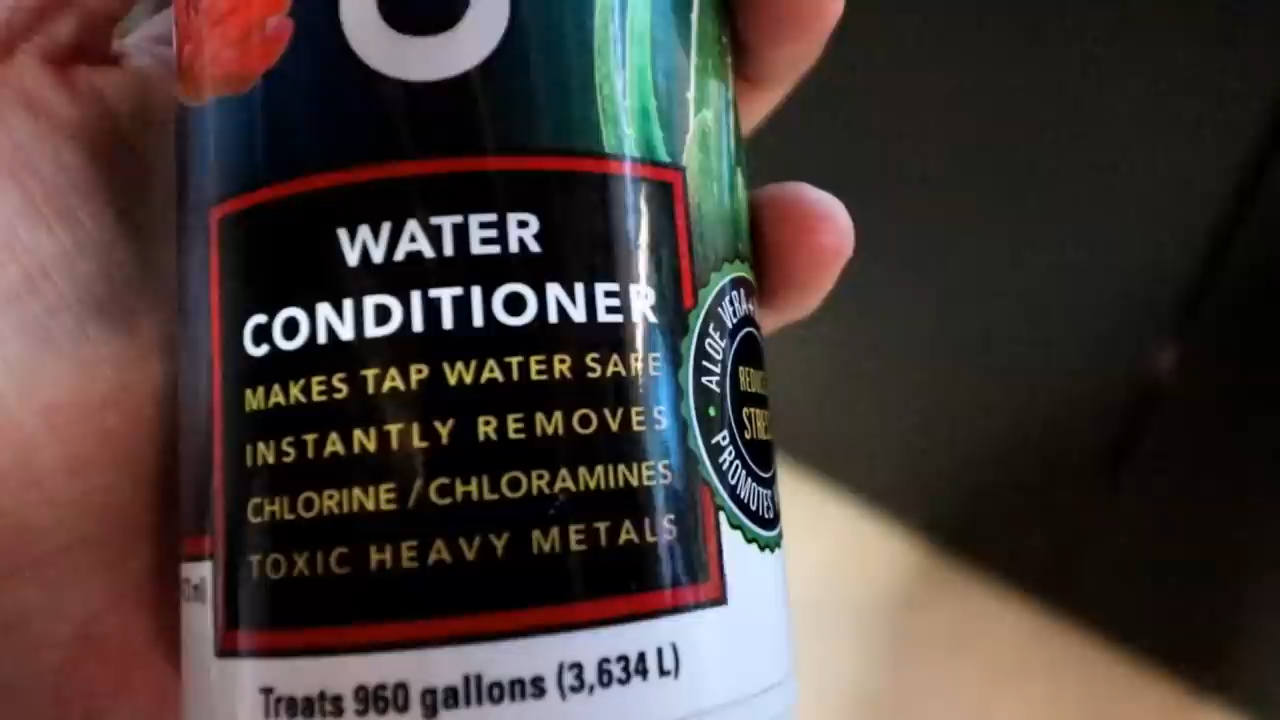 WATER
CONDITIONER
MAKES TAP WATER SAFE
INSTANTLY REMOVES
CHLORINE / CHLORAMINES
TOXIC HEAVY METALS
Treats 960 gallons (3,634 L)
ALOE VERA
PROMOTES